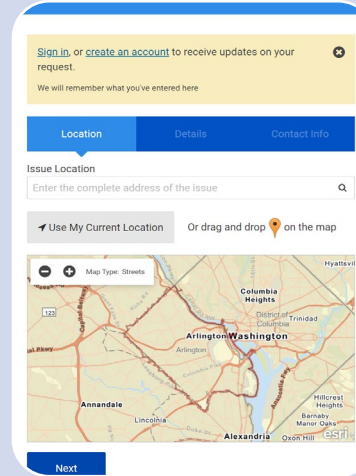 Sign in, or create an account to receive updates on your
request.
We will remember what you've entered here
Location
Details
Contact Info
Issue Location
Enter the complete address of the issue
Use My Current Location
Or drag and drop on the map
Map Type: Streets
Hyattsvil
Columbia
Heights
123
District of
Columbia
Trinidad
Arlington
Washington
Arlington
Annandale
Lincolnia
Hillcrest
Heights
Barnaby
Manor Oaks
Alexandria
Oxon Hill
esri
Next